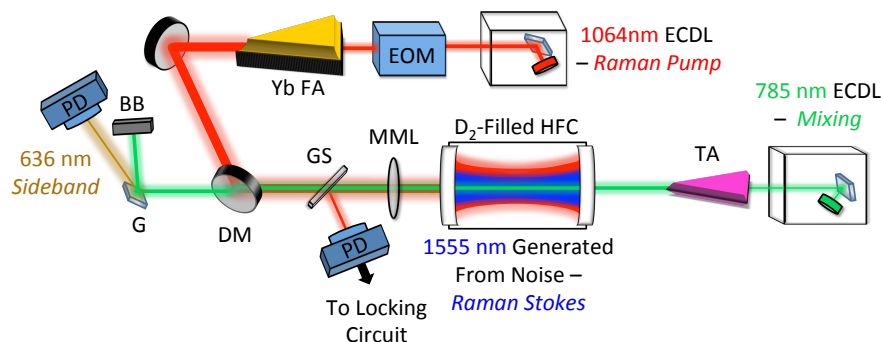 1064nm ECDL
– Raman Pump
EOM
Yb FA
785 nm ECDL
– Mixing
PD
BB
636 nm
Sideband
G
DM
GS
MML
D₂-Filled HFC
TA
PD
1555 nm Generated
From Noise –
Raman Stokes
To Locking
Circuit